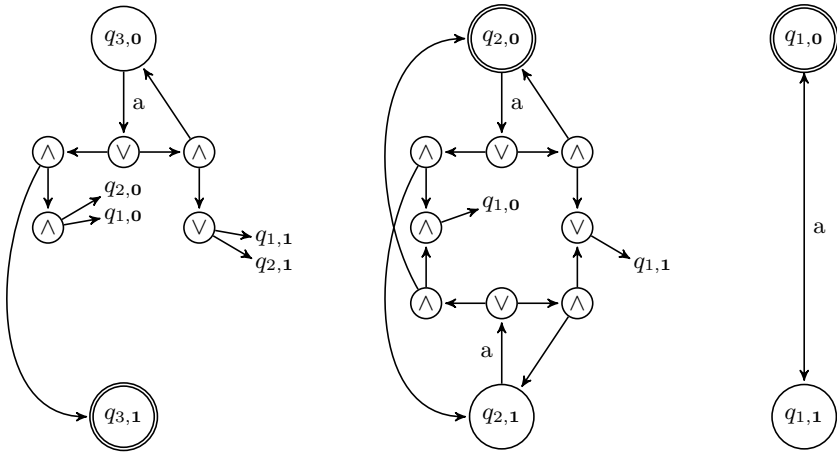 q3,0 q2,0 q1,0
a a
∧ ∨ ∧ ∧ ∨ ∧
q2,0
q1,0 q1,0
∧ ∨ ∧ ∨ a
q1,1
q2,1 q1,1
∧ ∨ ∧
a
q3,1 q2,1 q1,1